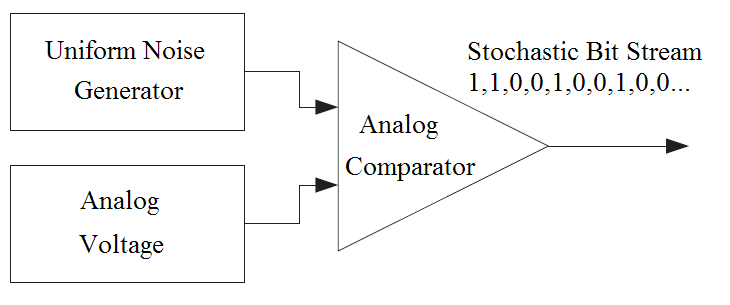 Uniform Noise
Generator
Stochastic Bit Stream
1,1,0,0,1,0,0,1,0,0...
Analog
Comparator
Analog
Voltage